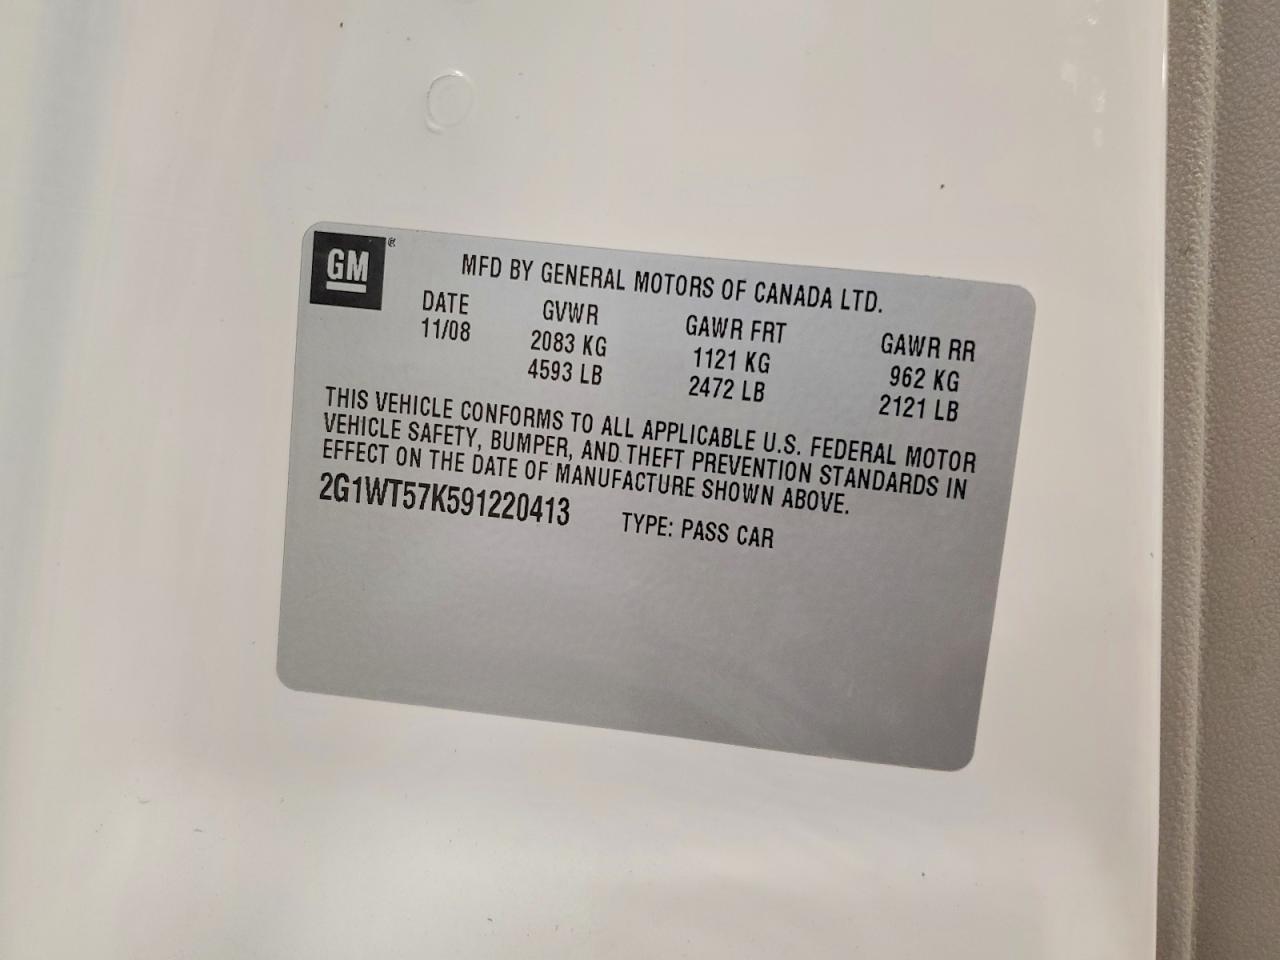 GM®
MFD BY GENERAL MOTORS OF CANADA LTD.
DATE GVWR GAWR FRT GAWR RR
11/08 2083 KG 1121 KG 962 KG
4593 LB 2472 LB 2121 LB
THIS VEHICLE CONFORMS TO ALL APPLICABLE U.S. FEDERAL MOTOR
VEHICLE SAFETY, BUMPER, AND THEFT PREVENTION STANDARDS IN
EFFECT ON THE DATE OF MANUFACTURE SHOWN ABOVE.
2G1WT57K591220413 TYPE: PASS CAR